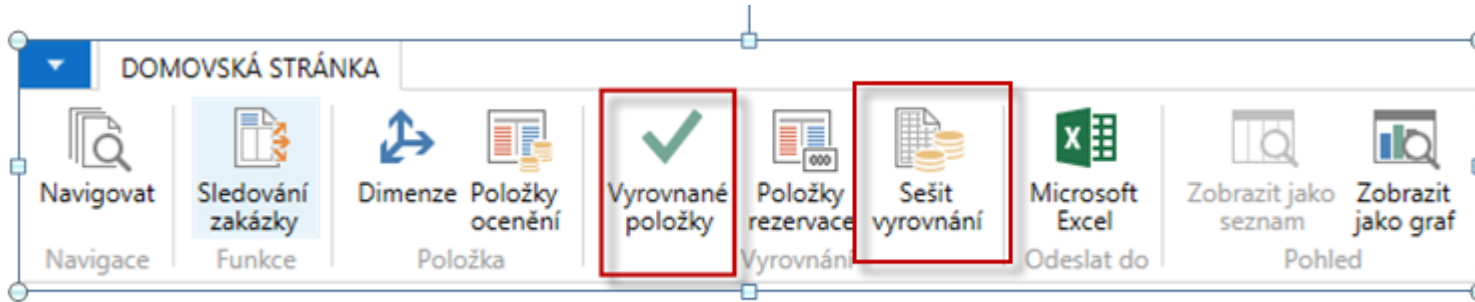 DOMOVSKÁ STRÁNKA
Navigovat
Sledování
zakázky
Dimenze
Položky
ocenění
Vyrovnané
položky
Položky
rezervace
000
Sešit
vyrovnání
Microsoft
Excel
Zobrazit jako
seznam
Zobrazit
jako graf
Navigace
Funkce
Položka
Vyrovnání
Odeslat do
Pohled